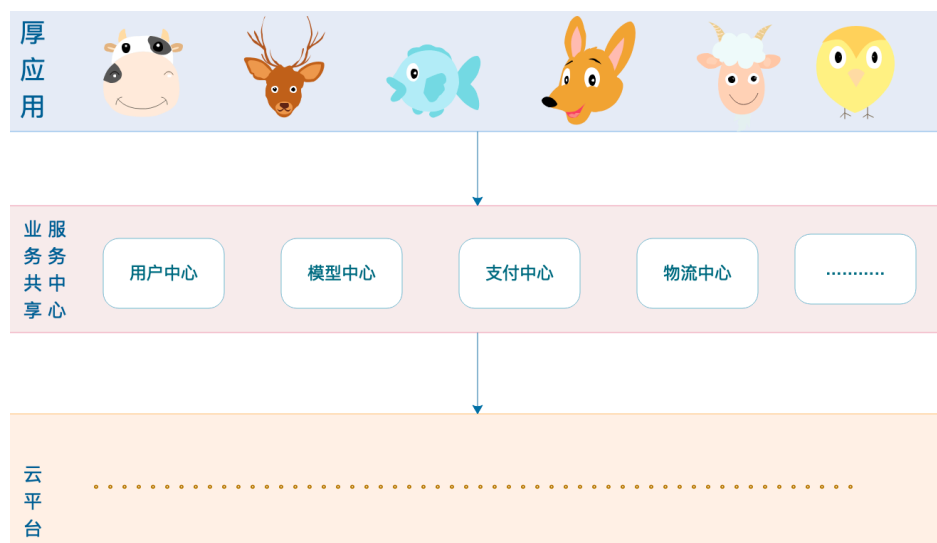 厚应用
业务共享
服务中心
用户中心
模型中心
支付中心
物流中心
...........
云平台